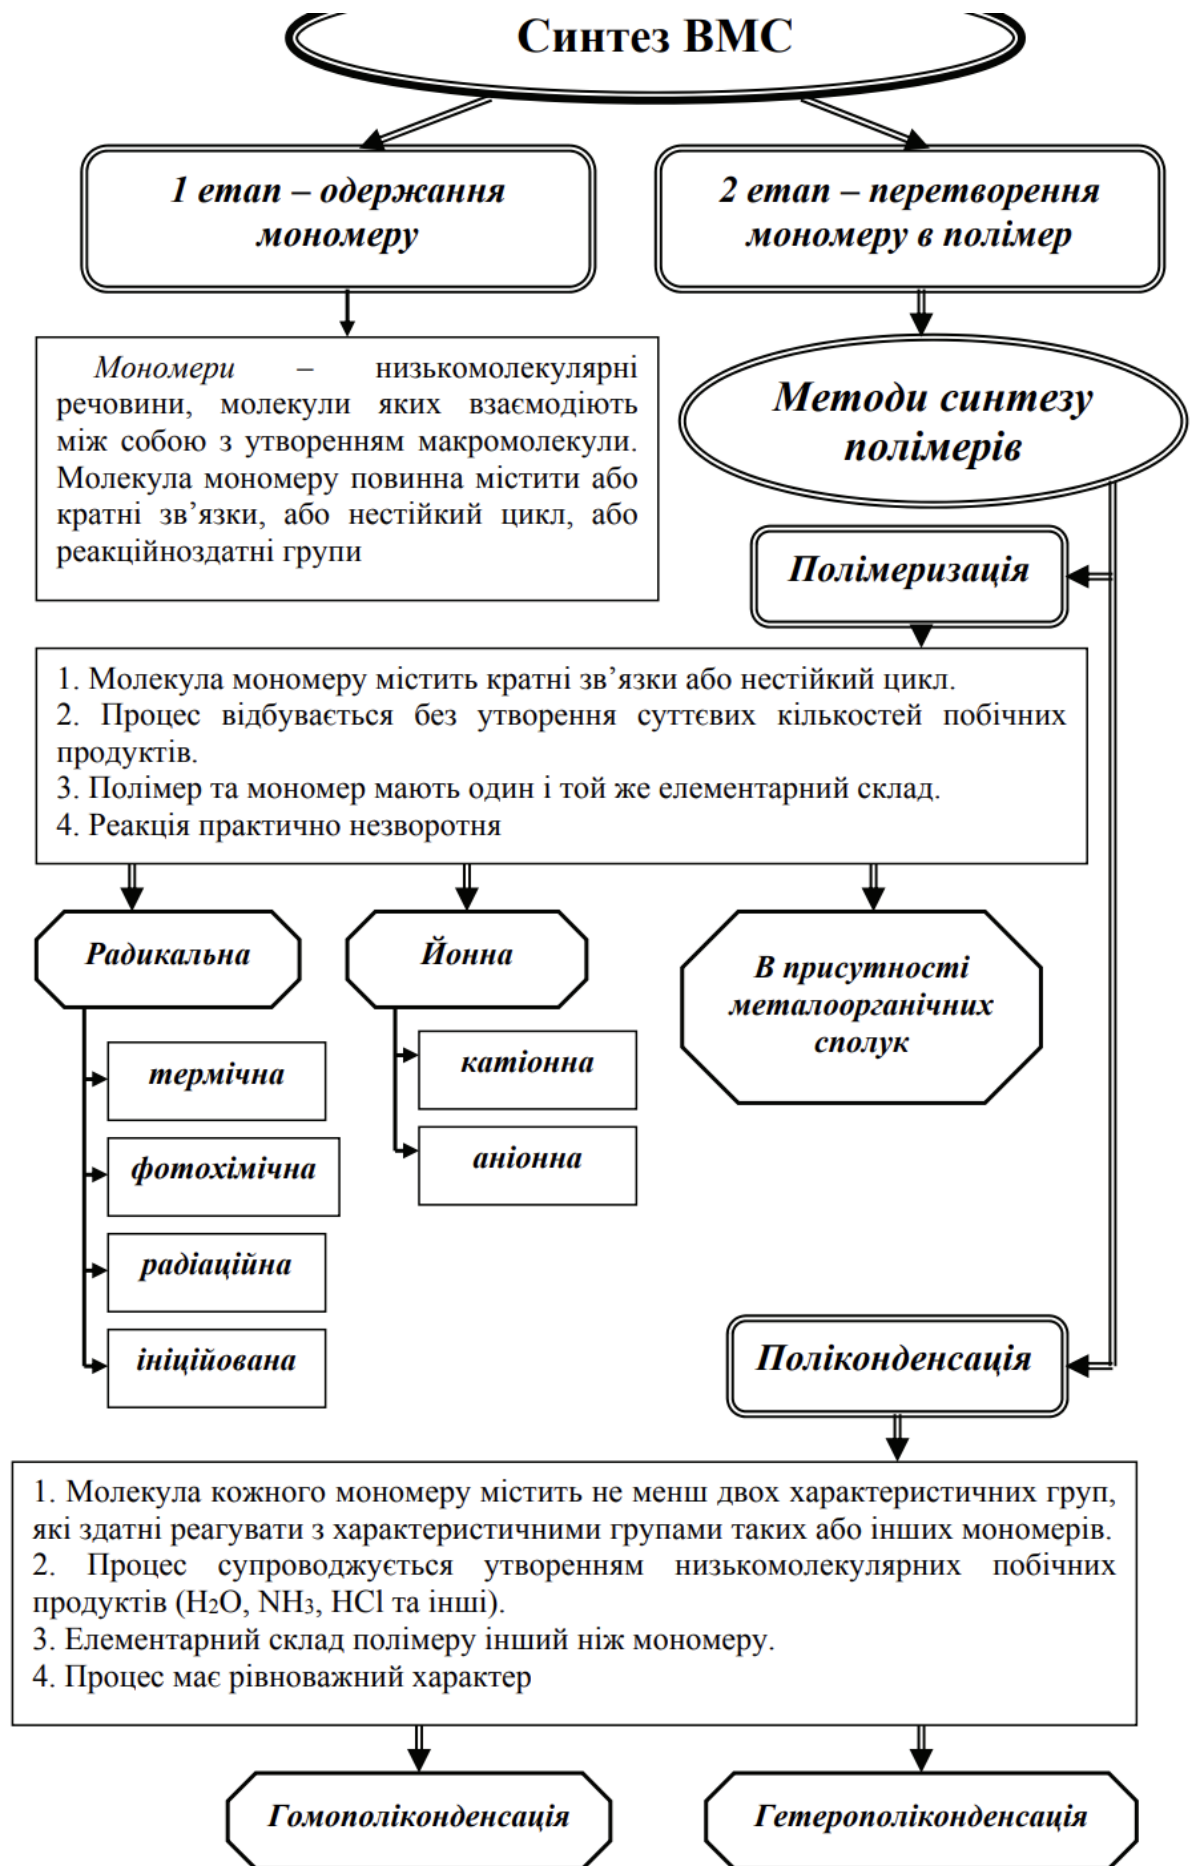 Синтез ВМС
1 етап – одержання
мономеру
2 етап – перетворення
мономеру в полімер
Мономери – низькомолекулярні
речовини, молекули яких взаємодіють
між собою з утворенням макромолекули.
Молекула мономеру повинна містити або
кратні зв’язки, або нестійкий цикл, або
реакційноздатні групи
Методи синтезу
полімерів
Полімеризація
1. Молекула мономеру містить кратні зв’язки або нестійкий цикл.
2. Процес відбувається без утворення суттєвих кількостей побічних
продуктів.
3. Полімер та мономер мають один і той же елементарний склад.
4. Реакція практично незворотня
Радикальна
Йонна
В присутності
металоорганічних
сполук
термічна
фотохімічна
радіаційна
ініційована
катіонна
аніонна
Поліконденсація
1. Молекула кожного мономеру містить не менш двох характеристичних груп,
які здатні реагувати з характеристичними групами таких або інших мономерів.
2. Процес супроводжується утворенням низькомолекулярних побічних
продуктів (H₂O, NH₃, HCl та інші).
3. Елементарний склад полімеру інший ніж мономеру.
4. Процес має рівноважний характер
Гомополіконденсація
Гетерополіконденсація